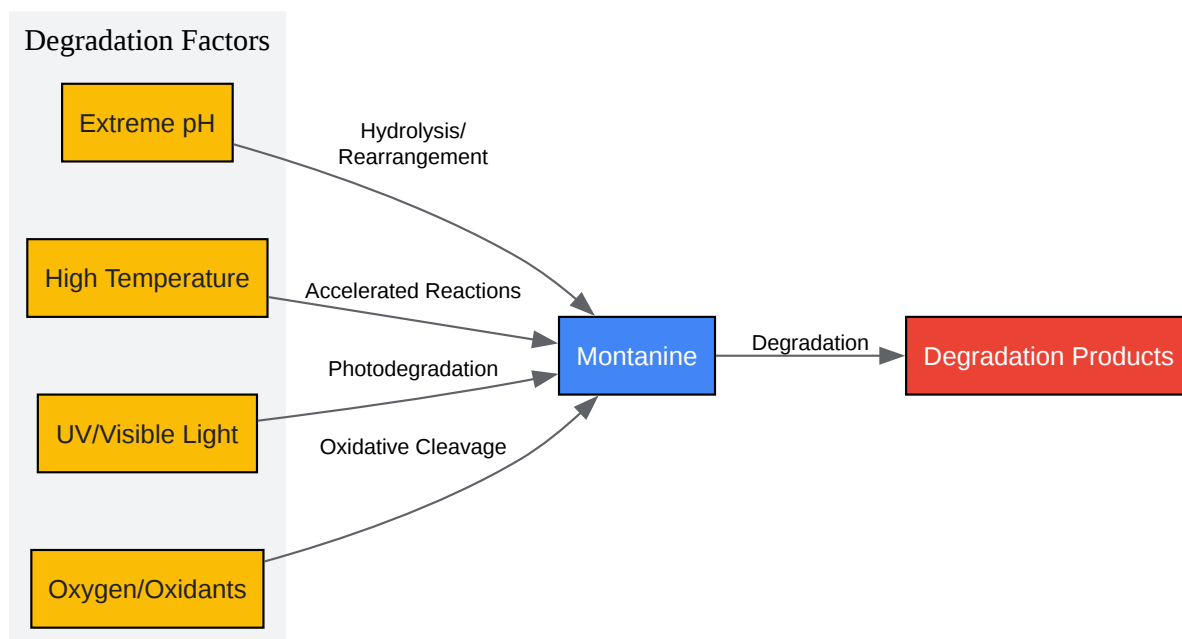 Degradation Factors
Extreme pH
Hydrolysis/
Rearrangement
High Temperature
Accelerated Reactions
Montanine
Degradation
Degradation Products
Photodegradation
UV/Visible Light
Oxidative Cleavage
Oxygen/Oxidants